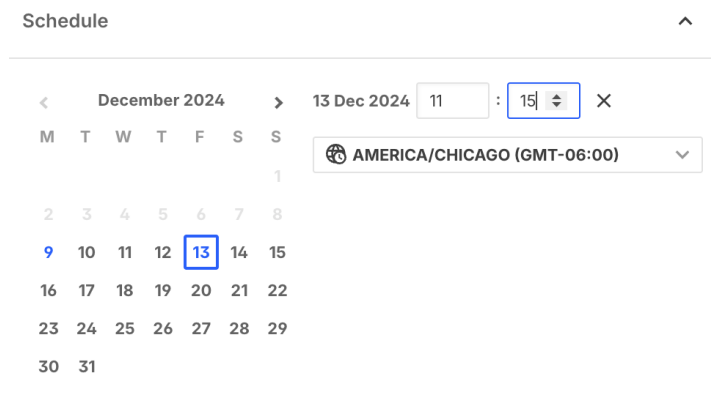 Schedule
December 2024
M T W T F S S
1
2 3 4 5 6 7 8
9 10 11 12 13 14 15
16 17 18 19 20 21 22
23 24 25 26 27 28 29
30 31
13 Dec 2024 11 : 15
AMERICA/CHICAGO (GMT-06:00)